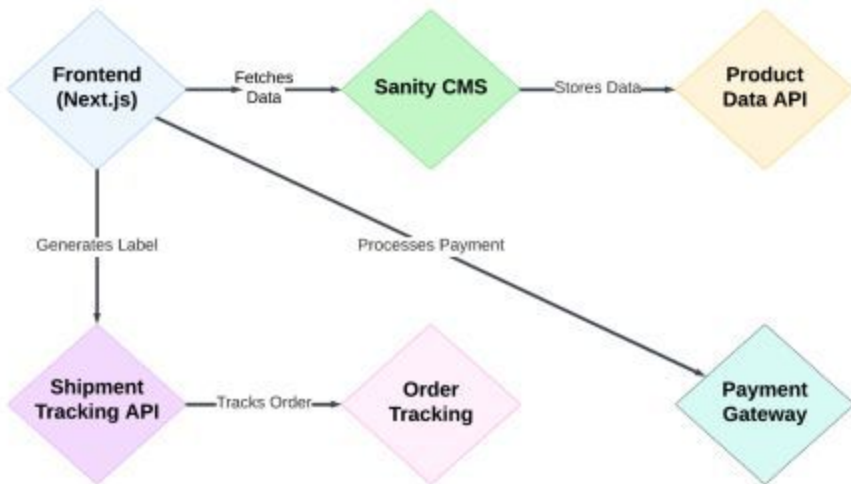 Frontend
(Next.js)
Fetches
Data
Sanity CMS
Stores Data
Product
Data API
Generates Label
Processes Payment
Shipment
Tracking API
Tracks Order
Order
Tracking
Payment
Gateway